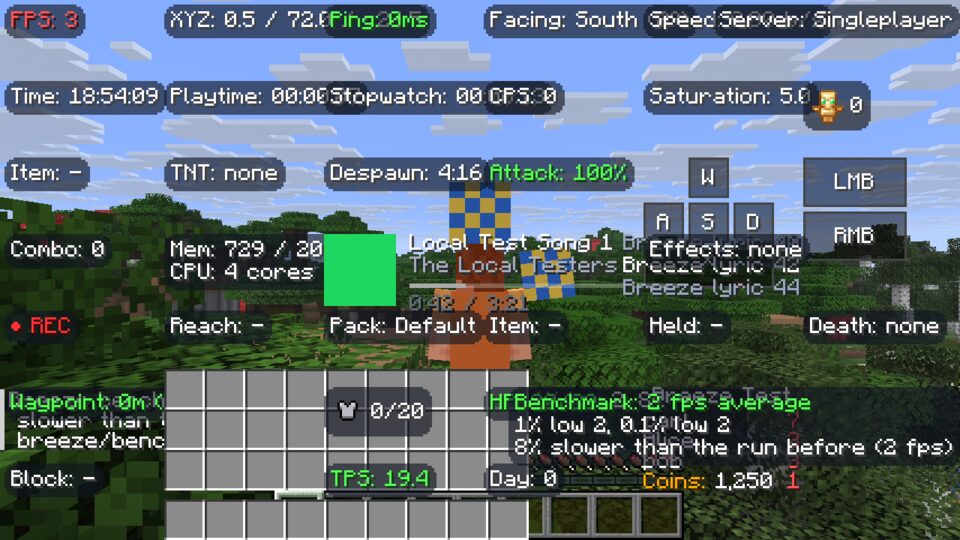 FPS: 3
XYZ: 0.5 / 72.0
Ping: 0ms
Facing: South
Speed
Server: Singleplayer
Time: 18:54:09
Playtime: 00:00
Stopwatch: 00
CPS: 0
Saturation: 5.0
0
Item: -
TNT: none
Despawn: 4:16
Attack: 100%
W
LMB
A S D
RMB
Combo: 0
Mem: 729 / 20
CPU: 4 cores
Local Test Song 1
The Local Testers
0:42 / 3:21
Effects: none
Breeze lyric 42
Breeze lyric 44
REC
Reach: -
Pack: Default
Item: -
Held: -
Death: none
Waypoint: 0m
slower than
breeze/benc
0/20
Breeze Test
Benchmark: 2 fps average
1% low 2, 0.1% low 2
8% slower than the run before (2 fps)
Block: -
TPS: 19.4
Day: 0
Coins: 1,250
1